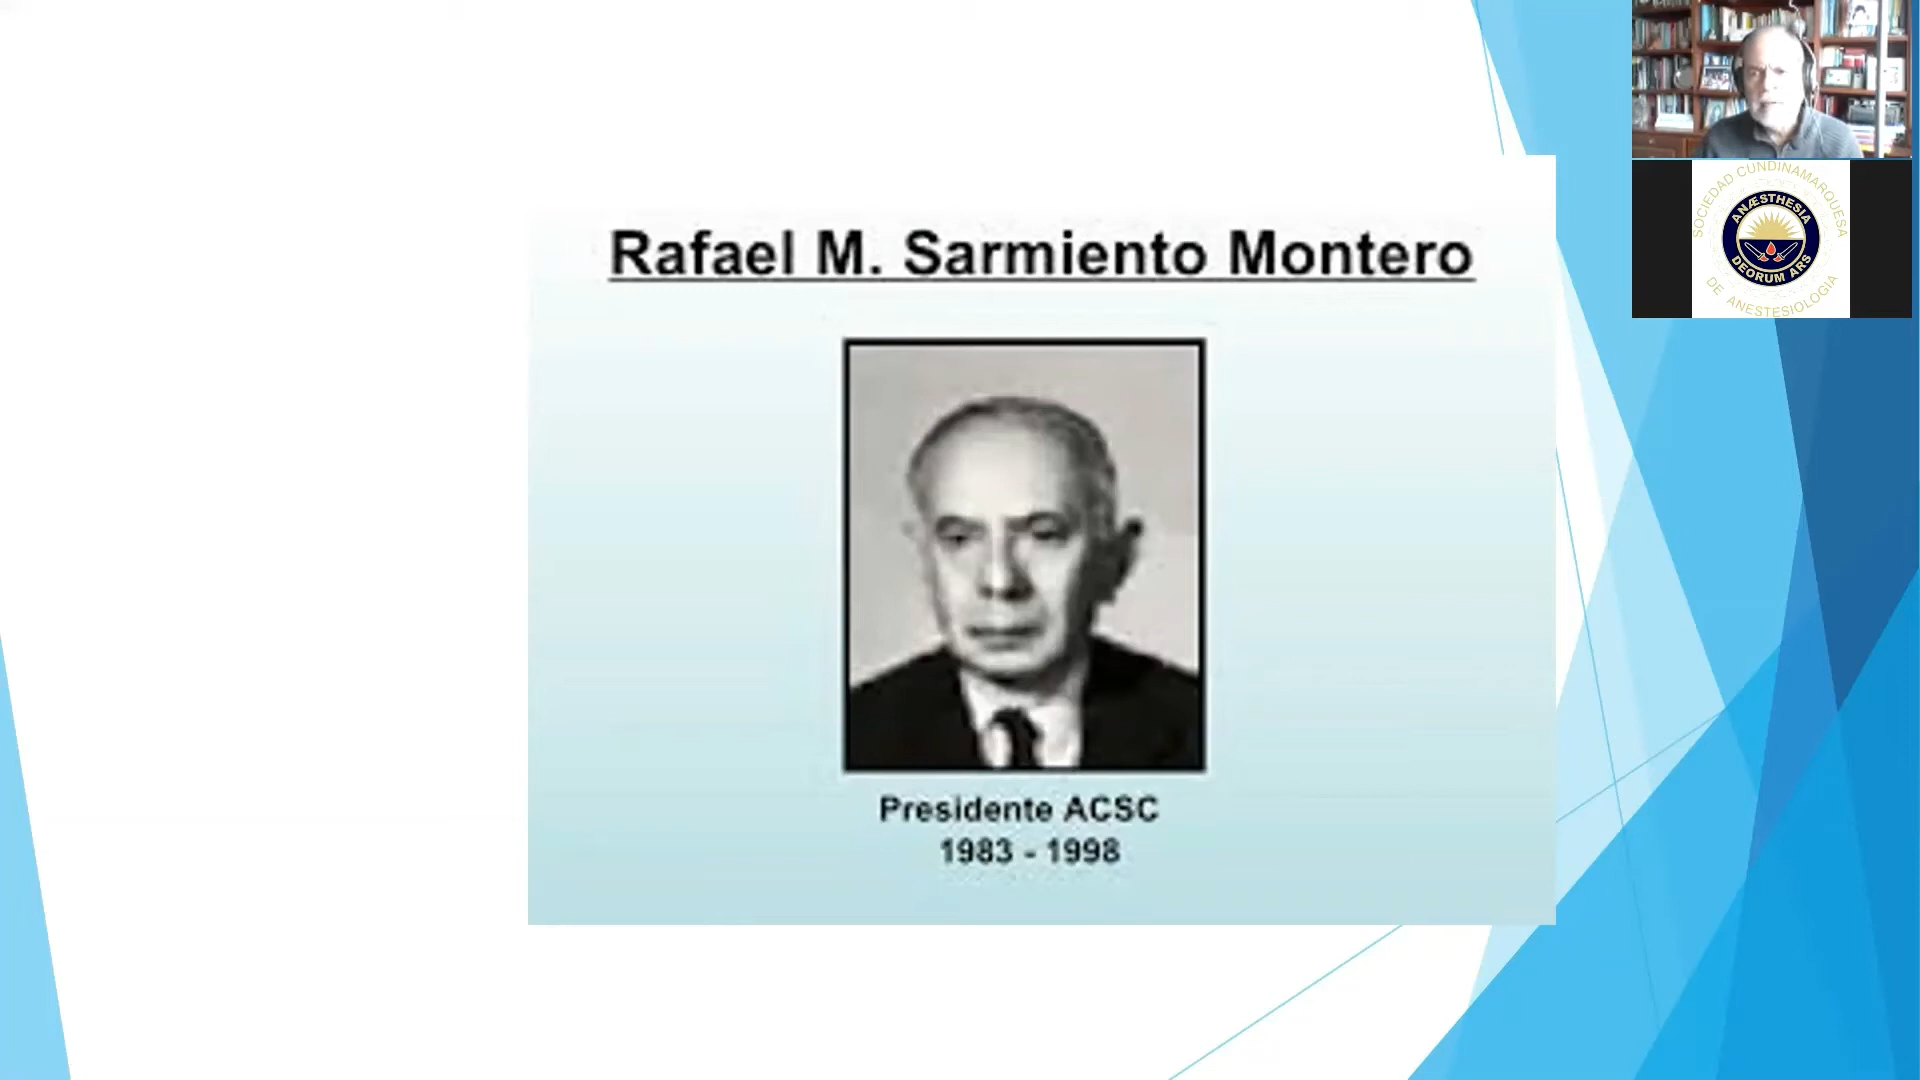 Rafael M. Sarmiento Montero
Presidente ACSC
1983 - 1998
SOCIEDAD CUNDINAMARQUESA
DE ANESTESIOLOGIA
ANÆSTHESIA
DEORUM ARS